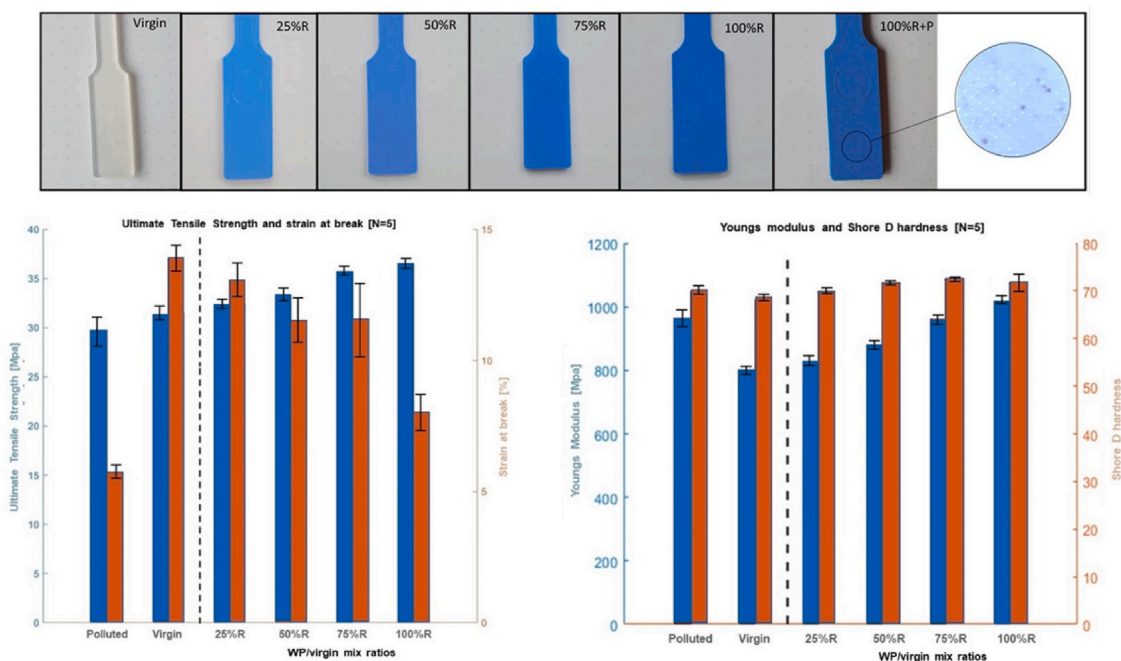 Virgin
25%R
50%R
75%R
100%R
100%R+P
Ultimate Tensile Strength and strain at break [N=5]
40
35
30
25
20
15
10
5
0
Ultimate Tensile Strength [Mpa]
15
10
5
0
Strain at break [%]
Polluted Virgin 25%R 50%R 75%R 100%R
WP/virgin mix ratios
Youngs modulus and Shore D hardness [N=5]
1200
1000
800
600
400
200
0
Youngs Modulus [Mpa]
80
70
60
50
40
30
20
10
0
Shore D hardness
Polluted Virgin 25%R 50%R 75%R 100%R
WP/virgin mix ratios